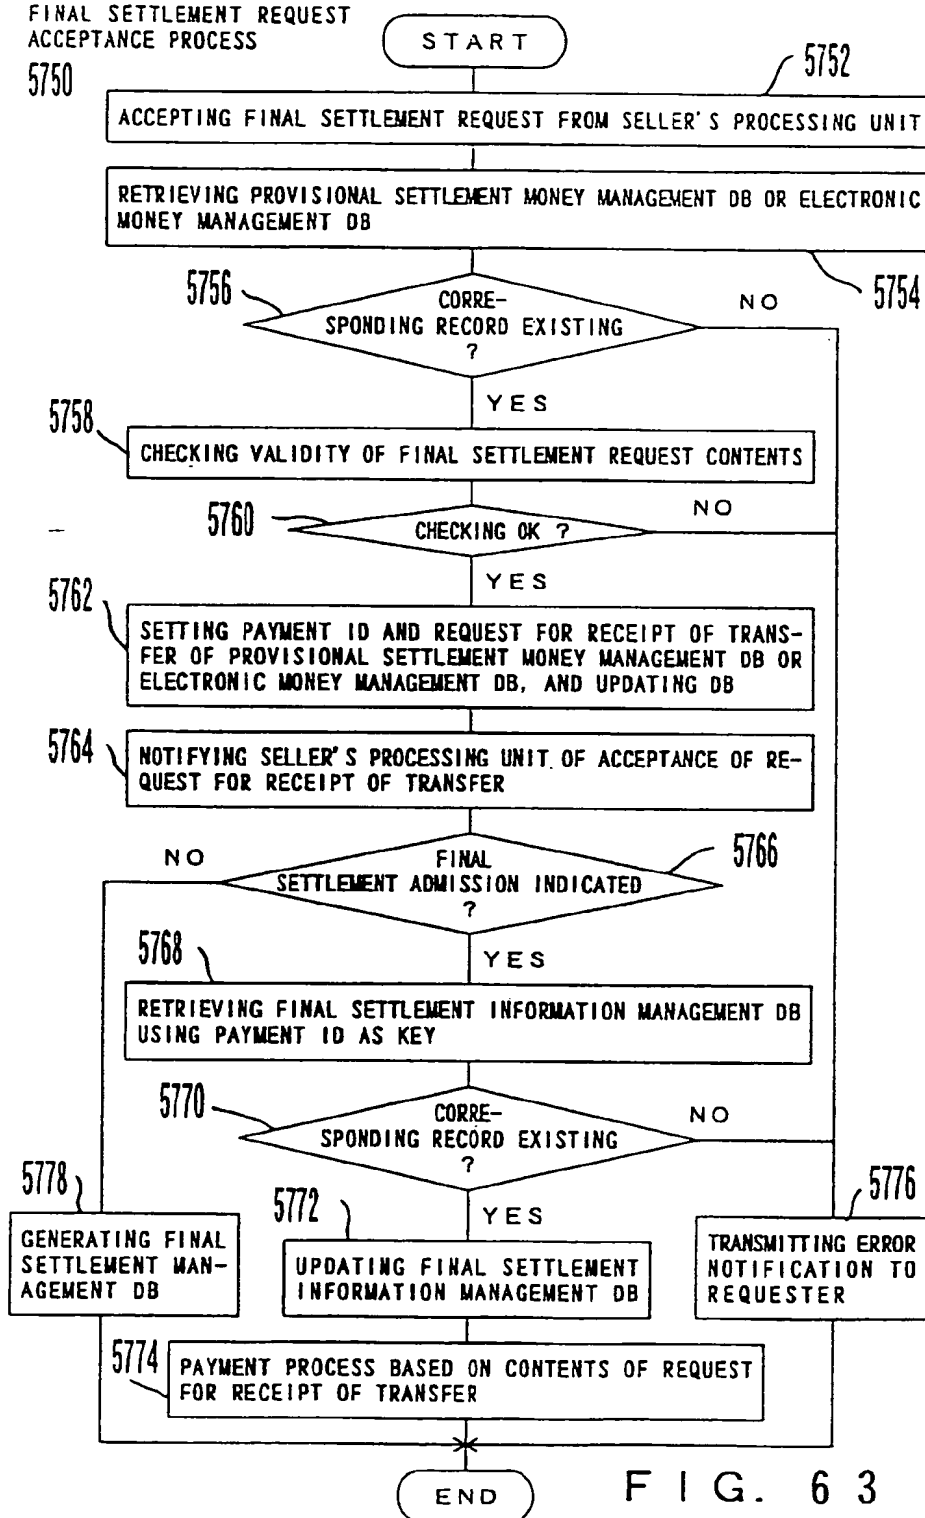 FINAL SETTLEMENT REQUEST
ACCEPTANCE PROCESS
5750
START
5752
ACCEPTING FINAL SETTLEMENT REQUEST FROM SELLER'S PROCESSING UNIT
RETRIEVING PROVISIONAL SETTLEMENT MONEY MANAGEMENT DB OR ELECTRONIC
MONEY MANAGEMENT DB
5754
5756
CORRE-
SPONDING RECORD EXISTING
?
NO
YES
5758
CHECKING VALIDITY OF FINAL SETTLEMENT REQUEST CONTENTS
5760
CHECKING OK ?
NO
YES
5762
SETTING PAYMENT ID AND REQUEST FOR RECEIPT OF TRANS-
FER OF PROVISIONAL SETTLEMENT MONEY MANAGEMENT DB OR
ELECTRONIC MONEY MANAGEMENT DB, AND UPDATING DB
5764
NOTIFYING SELLER'S PROCESSING UNIT OF ACCEPTANCE OF RE-
QUEST FOR RECEIPT OF TRANSFER
NO
FINAL
SETTLEMENT ADMISSION INDICATED
?
5766
YES
5768
RETRIEVING FINAL SETTLEMENT INFORMATION MANAGEMENT DB
USING PAYMENT ID AS KEY
5770
CORRE-
SPONDING RECORD EXISTING
?
NO
YES
5778
GENERATING FINAL
SETTLEMENT MAN-
AGEMENT DB
5772
UPDATING FINAL SETTLEMENT
INFORMATION MANAGEMENT DB
5776
TRANSMITTING ERROR
NOTIFICATION TO
REQUESTER
5774
PAYMENT PROCESS BASED ON CONTENTS OF REQUEST
FOR RECEIPT OF TRANSFER
END
FIG. 63